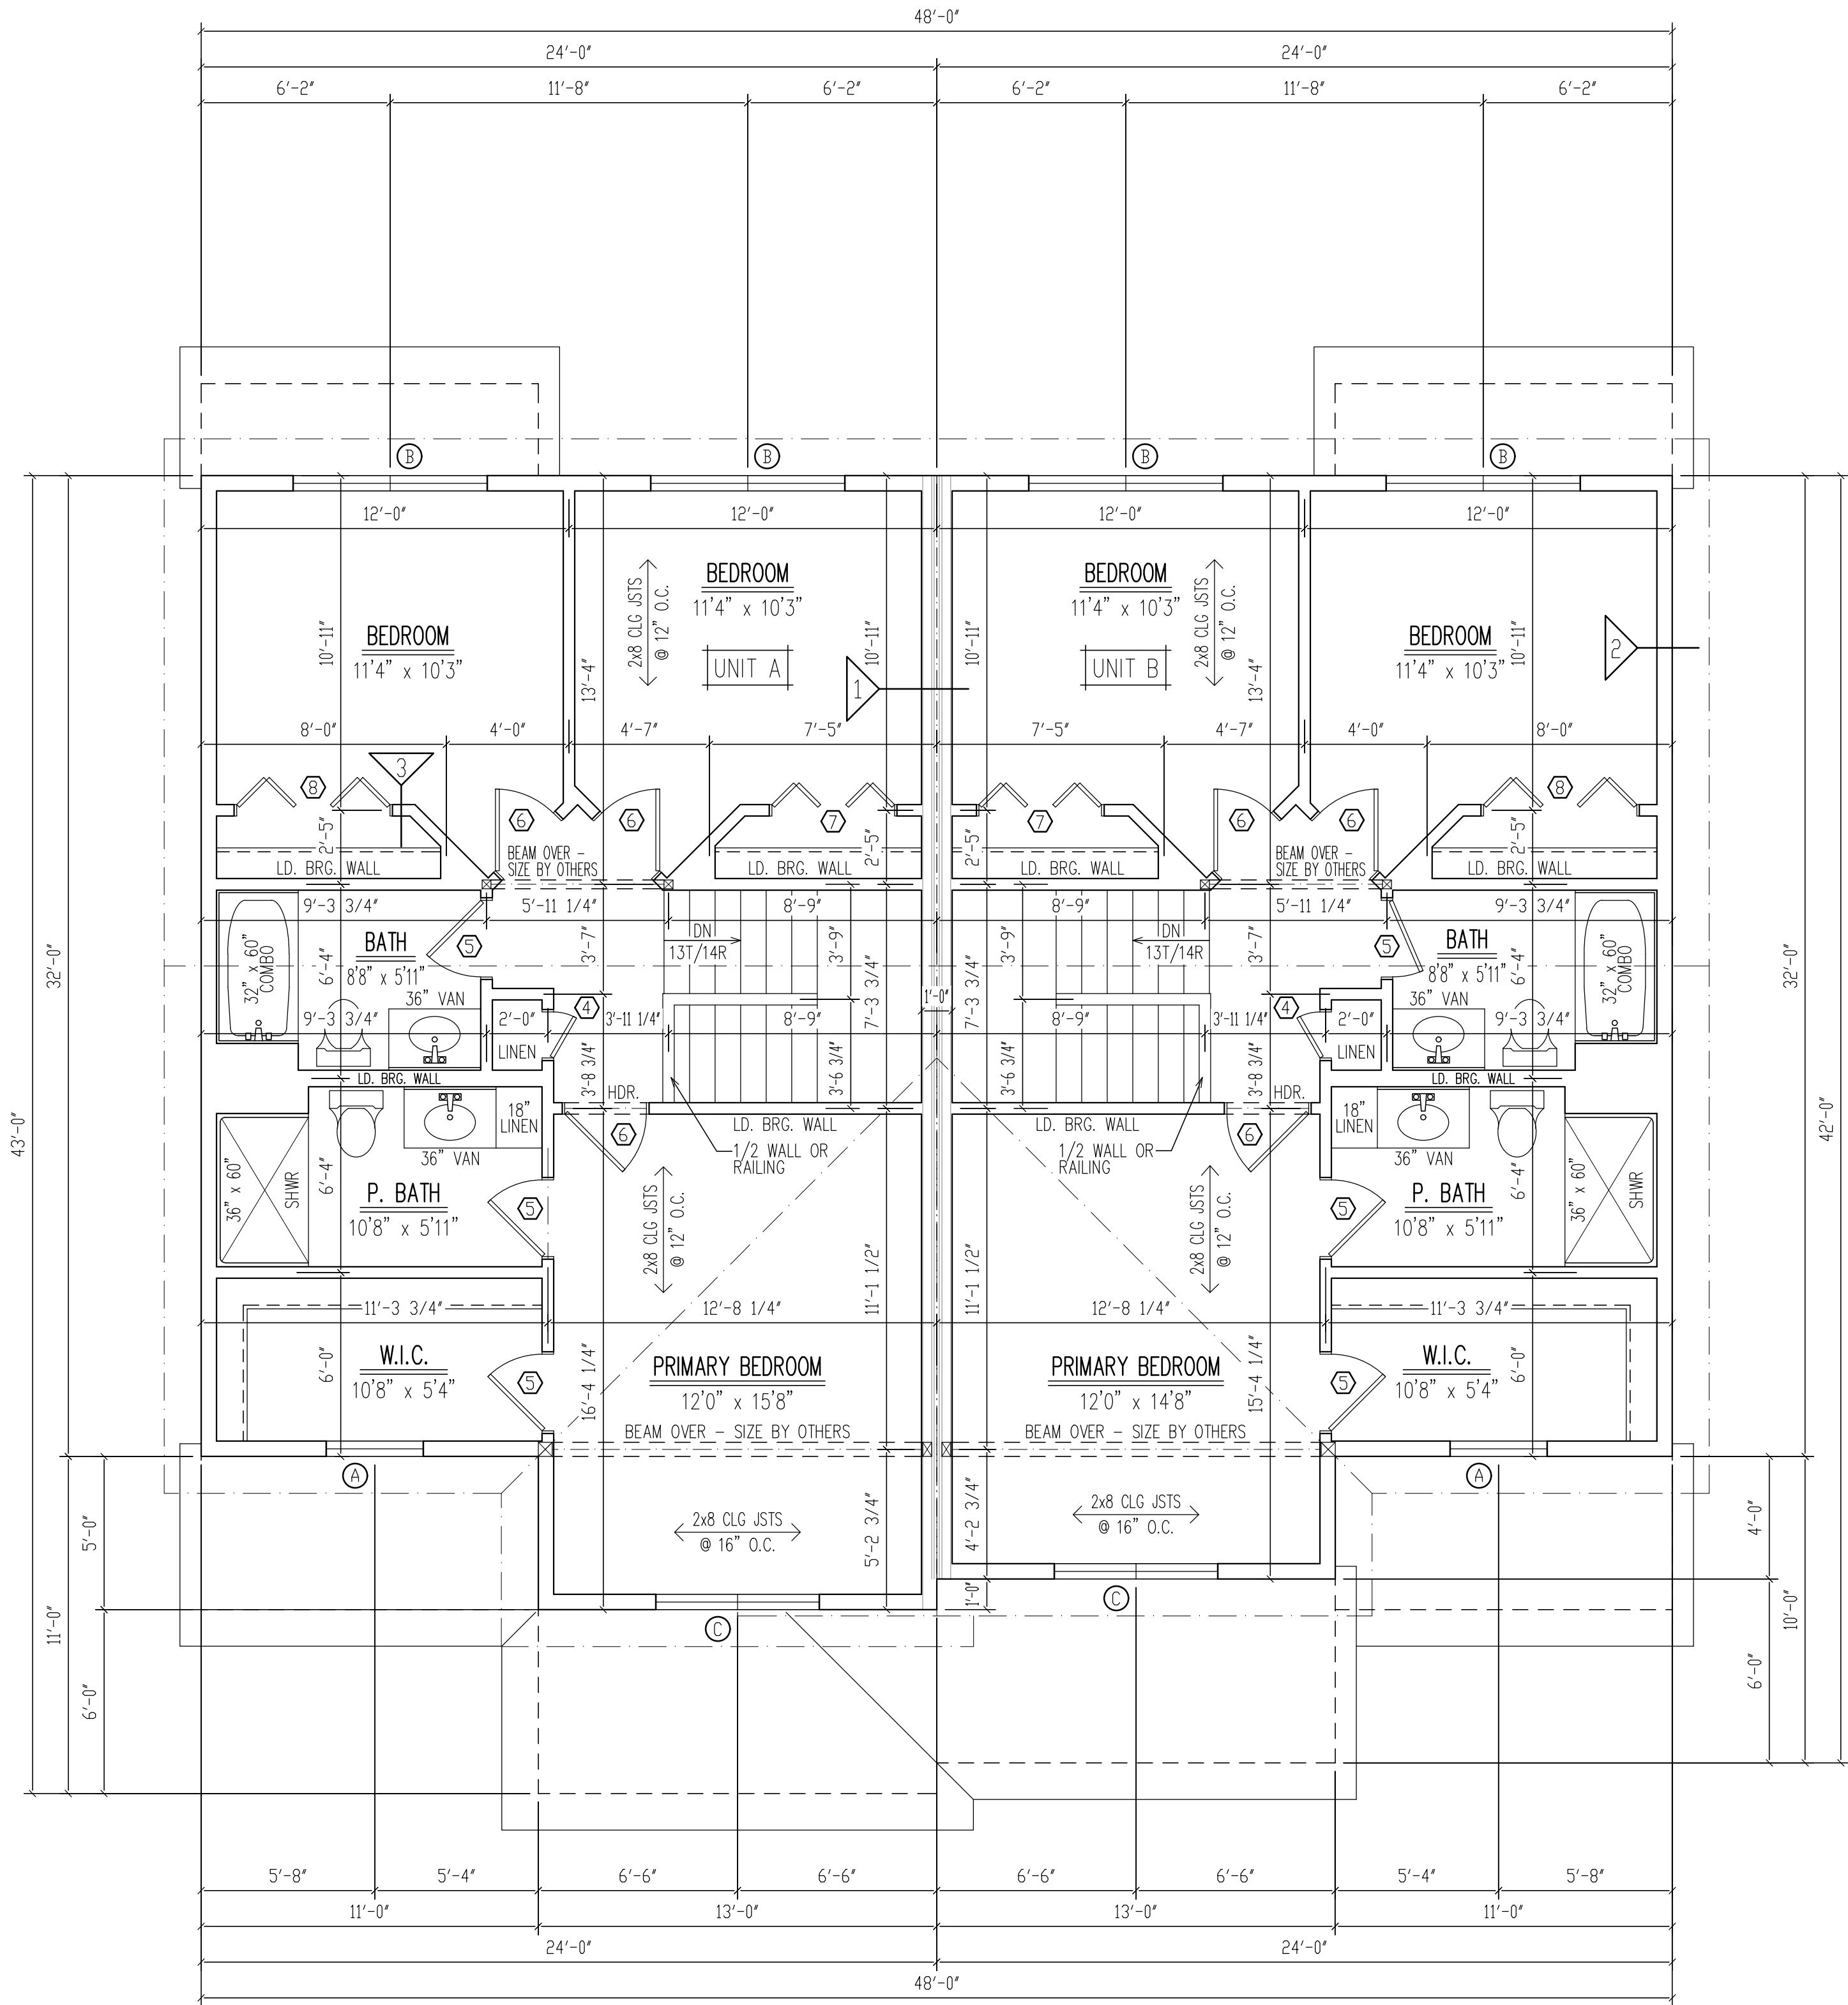 48'-0"
24'-0" 24'-0"
6'-2" 11'-8" 6'-2" 6'-2" 11'-8" 6'-2"
B B B B
12'-0" 12'-0" 12'-0" 12'-0"
BEDROOM
11'4" x 10'3"
2x8 CLG JSTS
@ 12" O.C.
UNIT A
BEDROOM
11'4" x 10'3"
2x8 CLG JSTS
@ 12" O.C.
UNIT B
BEDROOM
11'4" x 10'3"
BEDROOM
11'4" x 10'3"
10'-11" 13'-4" 10'-11" 10'-11" 13'-4" 10'-11"
1
2
8'-0" 4'-0" 4'-7" 7'-5" 7'-5" 4'-7" 4'-0" 8'-0"
3
8 6 6 7 7 6 6 8
2'-5" 2'-5" 2'-5" 2'-5"
BEAM OVER -
SIZE BY OTHERS
BEAM OVER -
SIZE BY OTHERS
LD. BRG. WALL LD. BRG. WALL LD. BRG. WALL LD. BRG. WALL
9'-3 3/4" 5'-11 1/4" 8'-9" 8'-9" 5'-11 1/4" 9'-3 3/4"
32" x 60"
COMBO
BATH
8'8" x 5'11"
6'-4"
36" VAN
5
3'-7"
DN
13T/14R
3'-9"
7'-3 3/4"
1'-0"
7'-3 3/4"
3'-9"
DN
13T/14R
3'-7"
5
BATH
8'8" x 5'11"
36" VAN
6'-4"
32" x 60"
COMBO
32'-0"
32'-0"
9'-3 3/4" 2'-0" 4 3'-11 1/4" 8'-9" 8'-9" 3'-11 1/4" 4 2'-0" 9'-3 3/4"
LINEN
LINEN
3'-8 3/4" 3'-6 3/4" 3'-6 3/4" 3'-8 3/4"
LD. BRG. WALL
HDR.
HDR.
LD. BRG. WALL
43'-0"
42'-0"
18"
LINEN
LD. BRG. WALL
LD. BRG. WALL
18"
LINEN
6
6
1/2 WALL OR
RAILING
1/2 WALL OR
RAILING
36" VAN
36" VAN
36" x 60"
SHWR
6'-4"
P. BATH
10'8" x 5'11"
5
2x8 CLG JSTS
@ 12" O.C.
11'-1 1/2"
11'-1 1/2"
2x8 CLG JSTS
@ 12" O.C.
5
P. BATH
10'8" x 5'11"
6'-4"
36" x 60"
SHWR
11'-3 3/4" 12'-8 1/4" 12'-8 1/4" 11'-3 3/4"
W.I.C.
10'8" x 5'4"
6'-0"
5
16'-4 1/4"
PRIMARY BEDROOM
12'0" x 15'8"
BEAM OVER - SIZE BY OTHERS
PRIMARY BEDROOM
12'0" x 14'8"
BEAM OVER - SIZE BY OTHERS
15'-4 1/4"
5
W.I.C.
10'8" x 5'4"
6'-0"
A
A
5'-0"
2x8 CLG JSTS
@ 16" O.C.
5'-2 3/4"
4'-2 3/4"
2x8 CLG JSTS
@ 16" O.C.
4'-0"
1'-0"
C
C
11'-0"
10'-0"
6'-0"
6'-0"
5'-8" 5'-4" 6'-6" 6'-6" 6'-6" 6'-6" 5'-4" 5'-8"
11'-0" 13'-0" 13'-0" 11'-0"
24'-0" 24'-0"
48'-0"